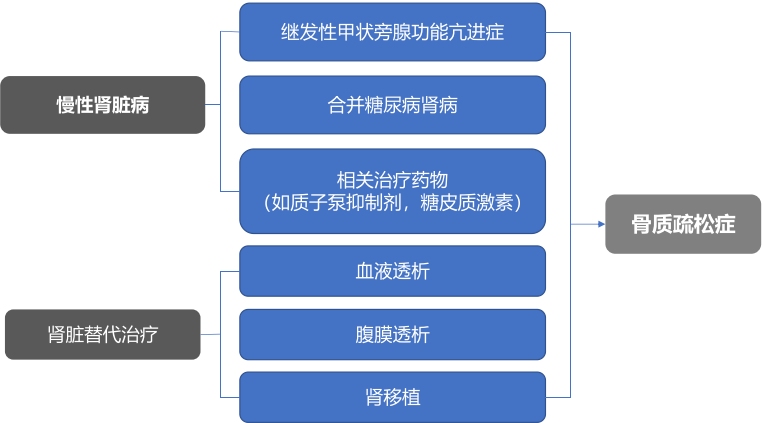 继发性甲状旁腺功能亢进症
慢性肾脏病
合并糖尿病肾病
相关治疗药物
（如质子泵抑制剂，糖皮质激素）
骨质疏松症
血液透析
肾脏替代治疗
腹膜透析
肾移植